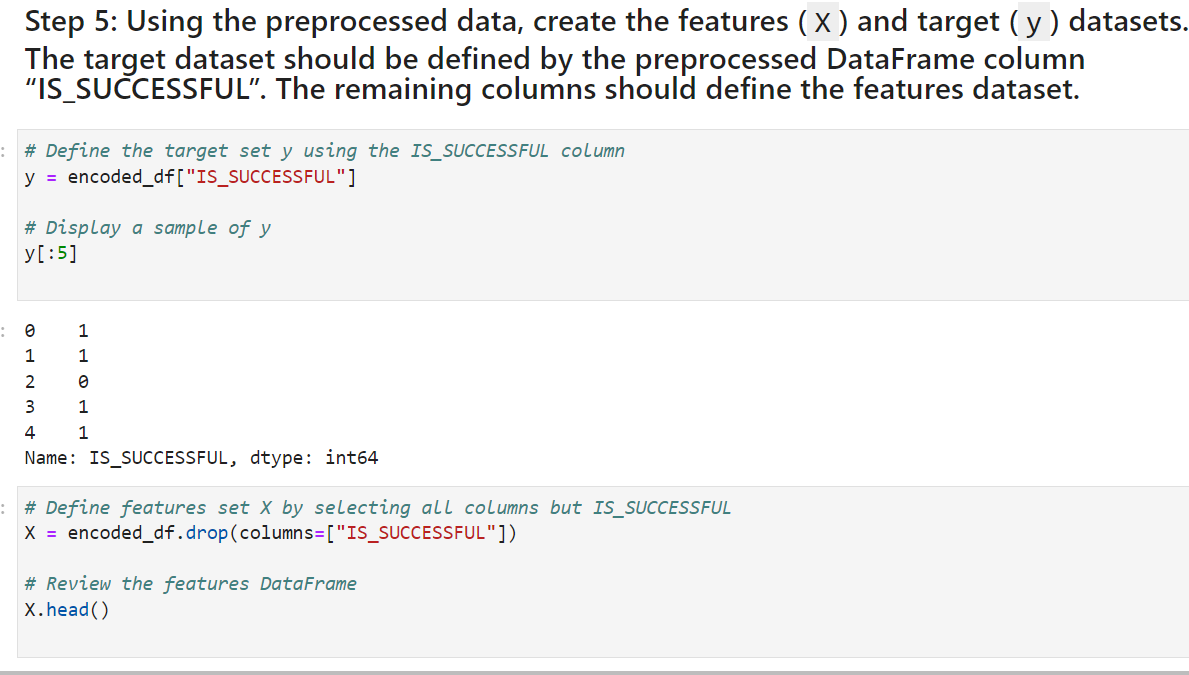 Step 5: Using the preprocessed data, create the features ( X ) and target ( y ) datasets.
The target dataset should be defined by the preprocessed DataFrame column
“IS_SUCCESSFUL”. The remaining columns should define the features dataset.
: # Define the target set y using the IS_SUCCESSFUL column
y = encoded_df["IS_SUCCESSFUL"]
# Display a sample of y
y[:5]
: 0    1
1    1
2    0
3    1
4    1
Name: IS_SUCCESSFUL, dtype: int64
: # Define features set X by selecting all columns but IS_SUCCESSFUL
X = encoded_df.drop(columns=["IS_SUCCESSFUL"])
# Review the features DataFrame
X.head()